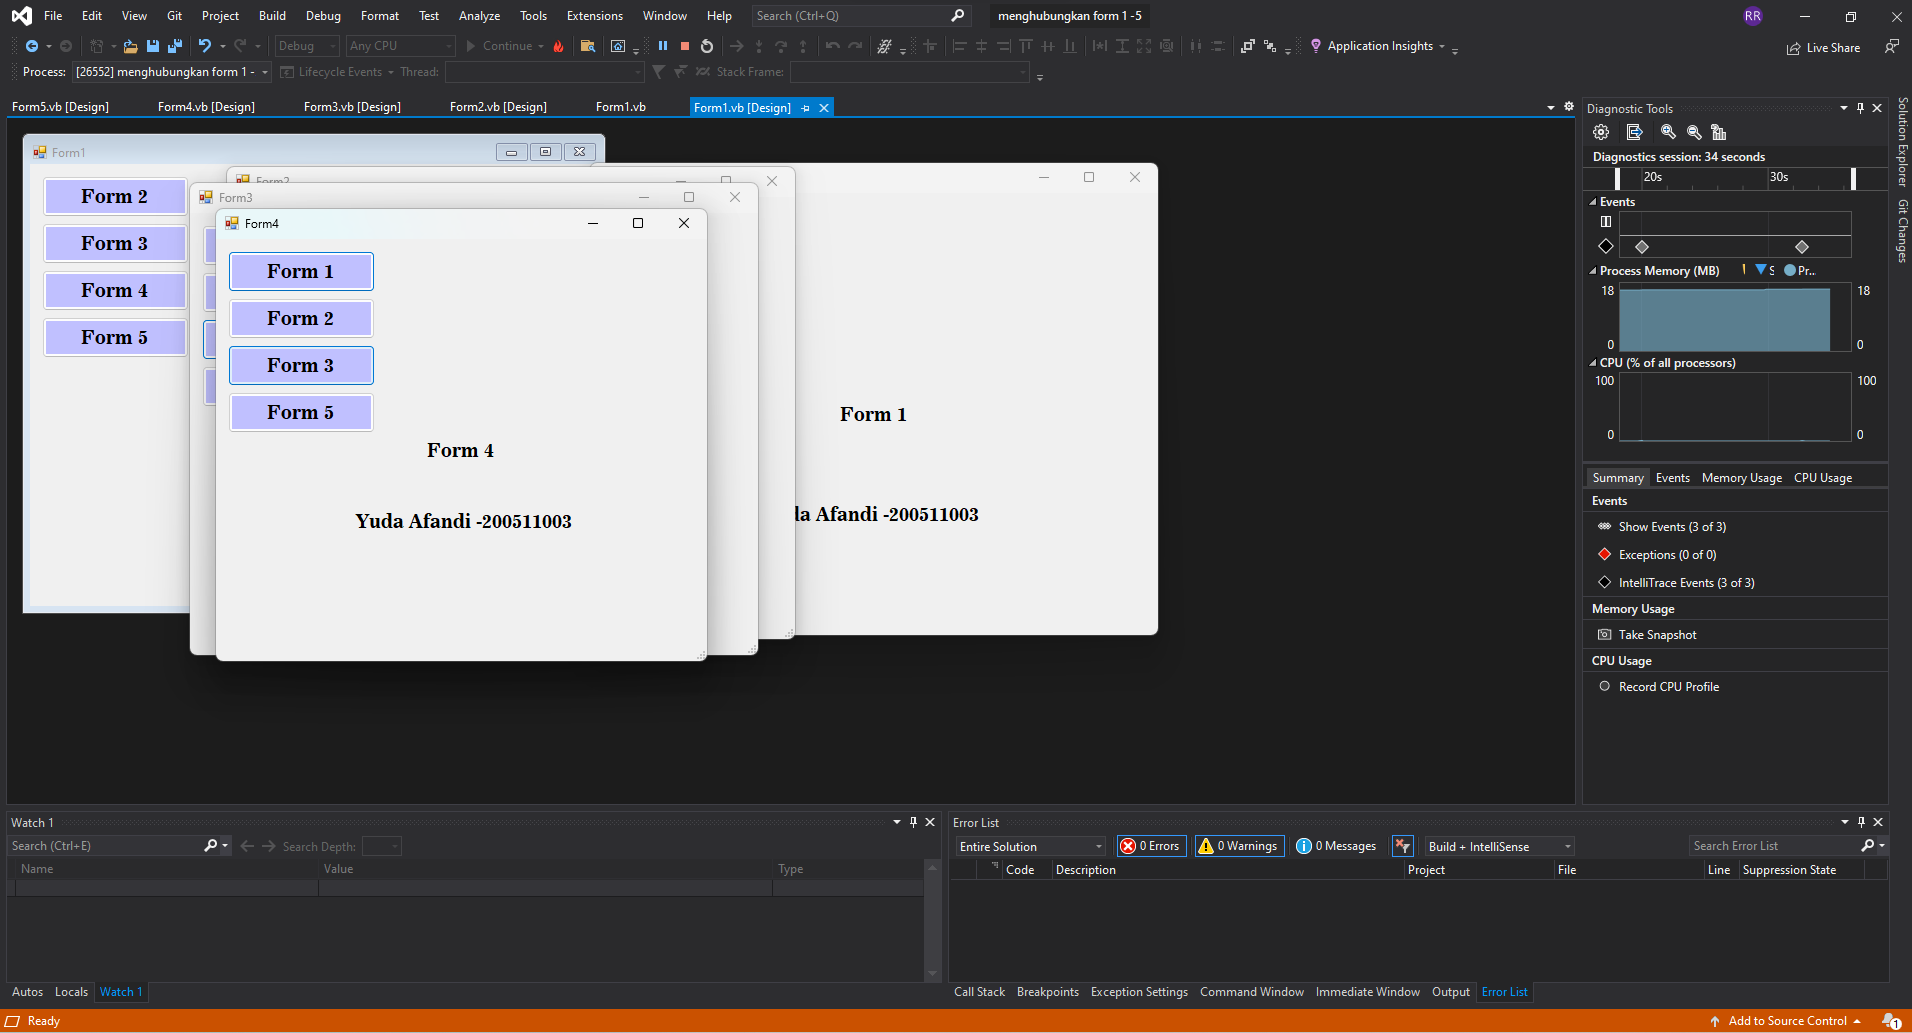 File Edit View Git Project Build Debug Format Test Analyze Tools Extensions Window Help Search (Ctrl+Q) menghubungkan form 1 -5 RR
Debug Any CPU Continue Application Insights Live Share
Process: [26552] menghubungkan form 1 - Lifecycle Events Thread: Stack Frame:
Form5.vb [Design] Form4.vb [Design] Form3.vb [Design] Form2.vb [Design] Form1.vb Form1.vb [Design]
Form1
Form 2
Form 3
Form 4
Form 5
Form2
Form3
Form4
Form 1
Form 2
Form 3
Form 5
Form 4
Yuda Afandi -200511003
Form 1
da Afandi -200511003
Diagnostic Tools
Diagnostics session: 34 seconds
20s 30s
Events
Process Memory (MB) S Pr...
18 18
0 0
CPU (% of all processors)
100 100
0 0
Summary Events Memory Usage CPU Usage
Events
Show Events (3 of 3)
Exceptions (0 of 0)
IntelliTrace Events (3 of 3)
Memory Usage
Take Snapshot
CPU Usage
Record CPU Profile
Solution Explorer
Git Changes
Watch 1
Search (Ctrl+E) Search Depth:
Name Value Type
Autos Locals Watch 1
Error List
Entire Solution 0 Errors 0 Warnings 0 Messages Build + IntelliSense Search Error List
Code Description Project File Line Suppression State
Call Stack Breakpoints Exception Settings Command Window Immediate Window Output Error List
Ready Add to Source Control 1